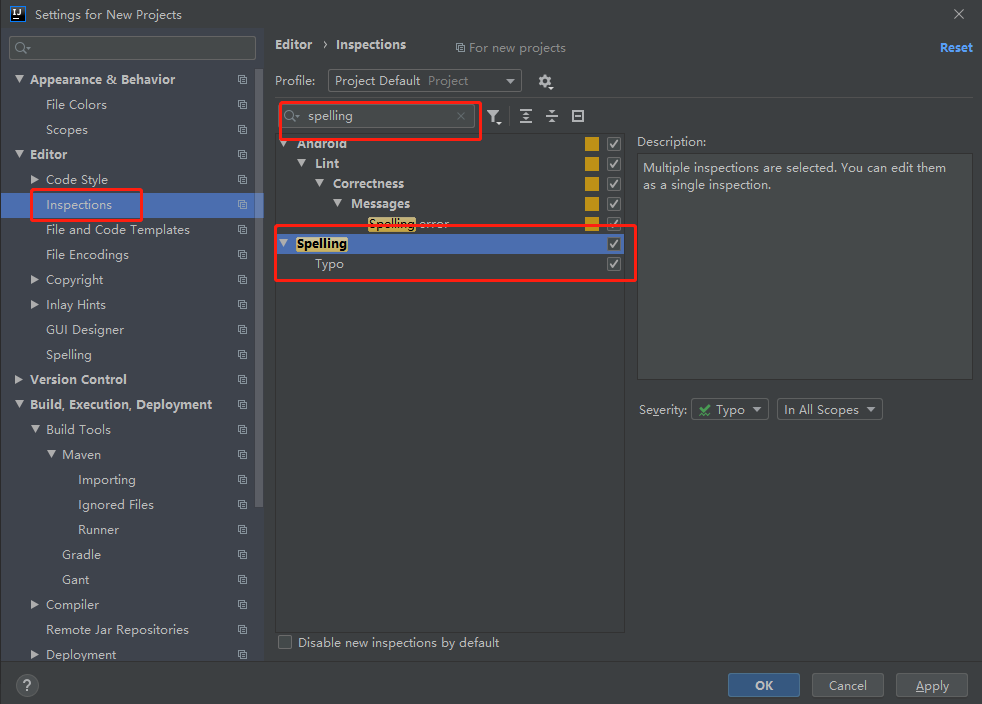 Settings for New Projects
Appearance & Behavior
File Colors
Scopes
Editor
Code Style
Inspections
File and Code Templates
File Encodings
Copyright
Inlay Hints
GUI Designer
Spelling
Version Control
Build, Execution, Deployment
Build Tools
Maven
Importing
Ignored Files
Runner
Gradle
Gant
Compiler
Remote Jar Repositories
Deployment
Editor › Inspections
For new projects
Reset
Profile: Project Default Project
spelling
Android
Lint
Correctness
Messages
Spelling error
Spelling
Typo
Disable new inspections by default
Description:
Multiple inspections are selected. You can edit them
as a single inspection.
Severity: Typo In All Scopes
?
OK Cancel Apply